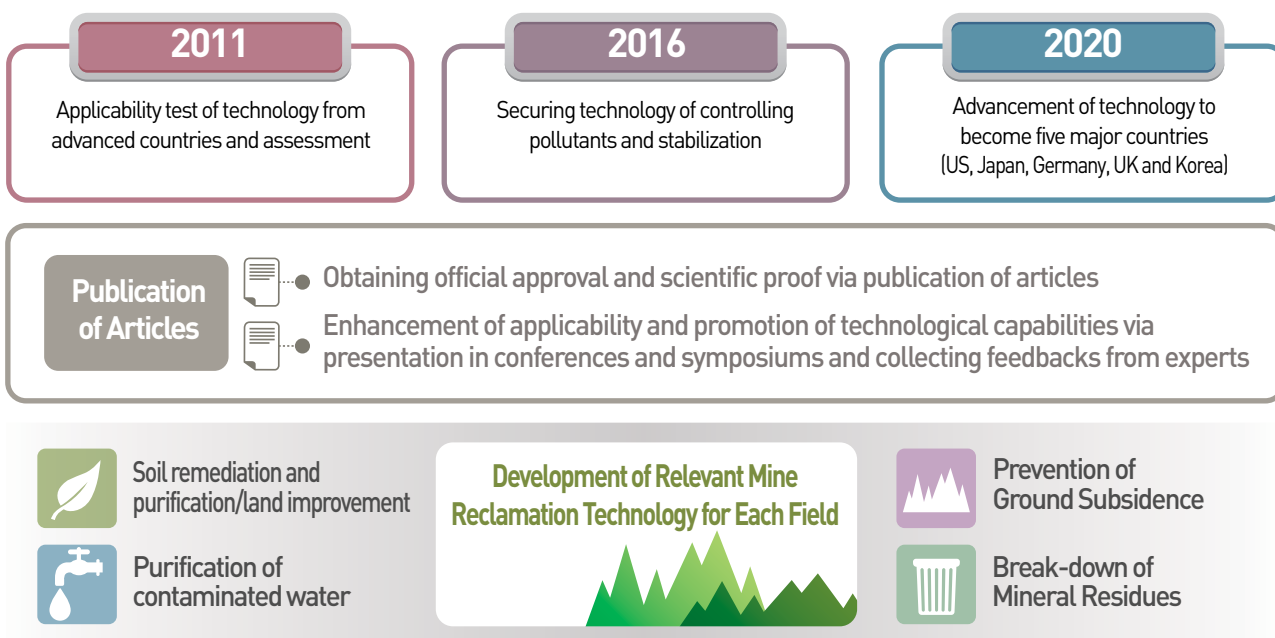 2011
Applicability test of technology from
advanced countries and assessment
2016
Securing technology of controlling
pollutants and stabilization
2020
Advancement of technology to
become five major countries
(US, Japan, Germany, UK and Korea)
Publication
of Articles
Obtaining official approval and scientific proof via publication of articles
Enhancement of applicability and promotion of technological capabilities via
presentation in conferences and symposiums and collecting feedbacks from experts
Soil remediation and
purification/land improvement
Purification of
contaminated water
Development of Relevant Mine
Reclamation Technology for Each Field
Prevention of
Ground Subsidence
Break-down of
Mineral Residues